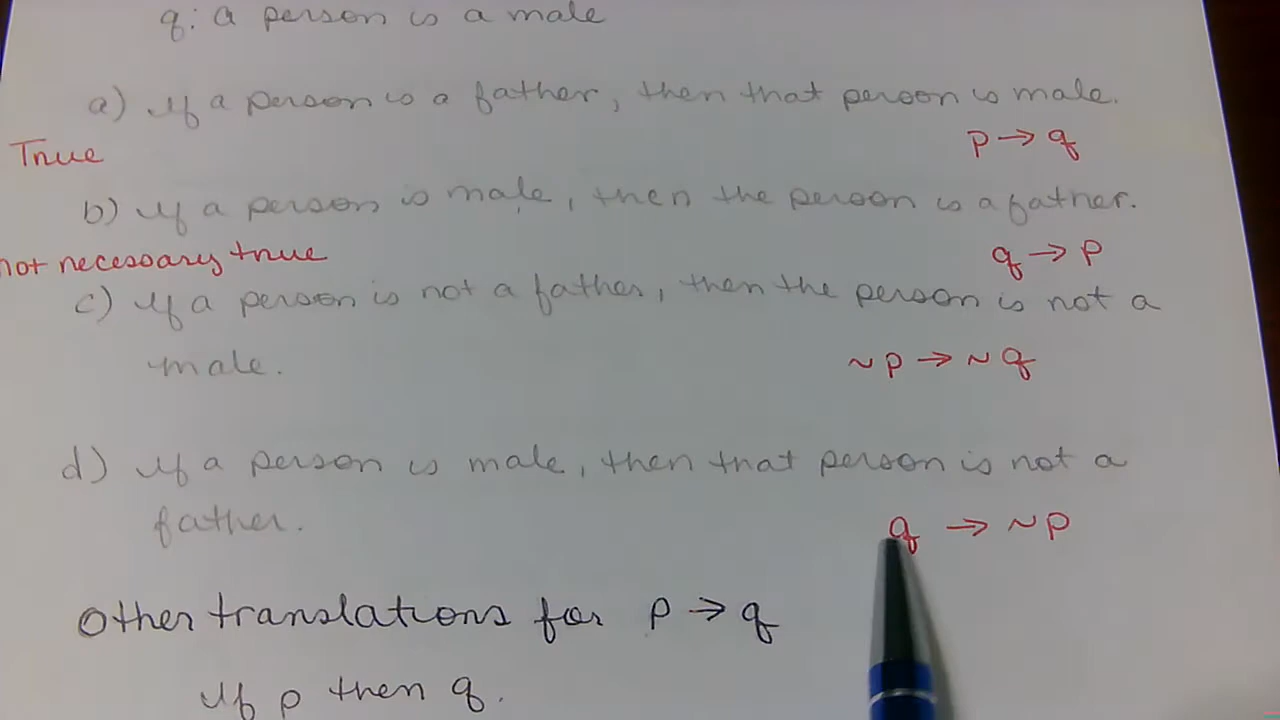 q: a person is a male
a) If a person is a father, then that person is male.
p → q
True
b) If a person is male, then the person is a father.
not necessary true
q → p
c) If a person is not a father, then the person is not a
male.
~p → ~q
d) If a person is male, then that person is not a
father.
q → ~p
Other translations for p → q
If p then q.